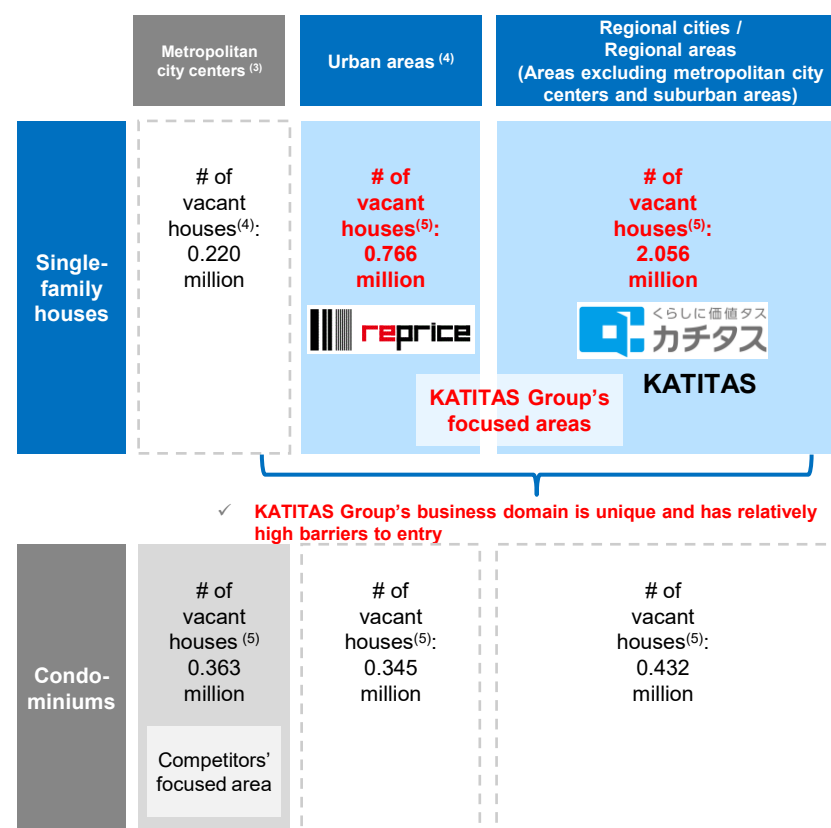 Metropolitan
city centers (3)
Urban areas (4)
Regional cities /
Regional areas
(Areas excluding metropolitan city
centers and suburban areas)
Single-
family
houses
# of
vacant
houses(4):
0.220
million
# of
vacant
houses(5):
0.766
million
reprice
# of
vacant
houses(5):
2.056
million
くらしに価値タス
カチタス
KATITAS
KATITAS Group's
focused areas
✓ KATITAS Group's business domain is unique and has relatively
high barriers to entry
Condo-
miniums
# of
vacant
houses (5)
0.363
million
Competitors'
focused area
# of
vacant
houses(5):
0.345
million
# of
vacant
houses(5):
0.432
million